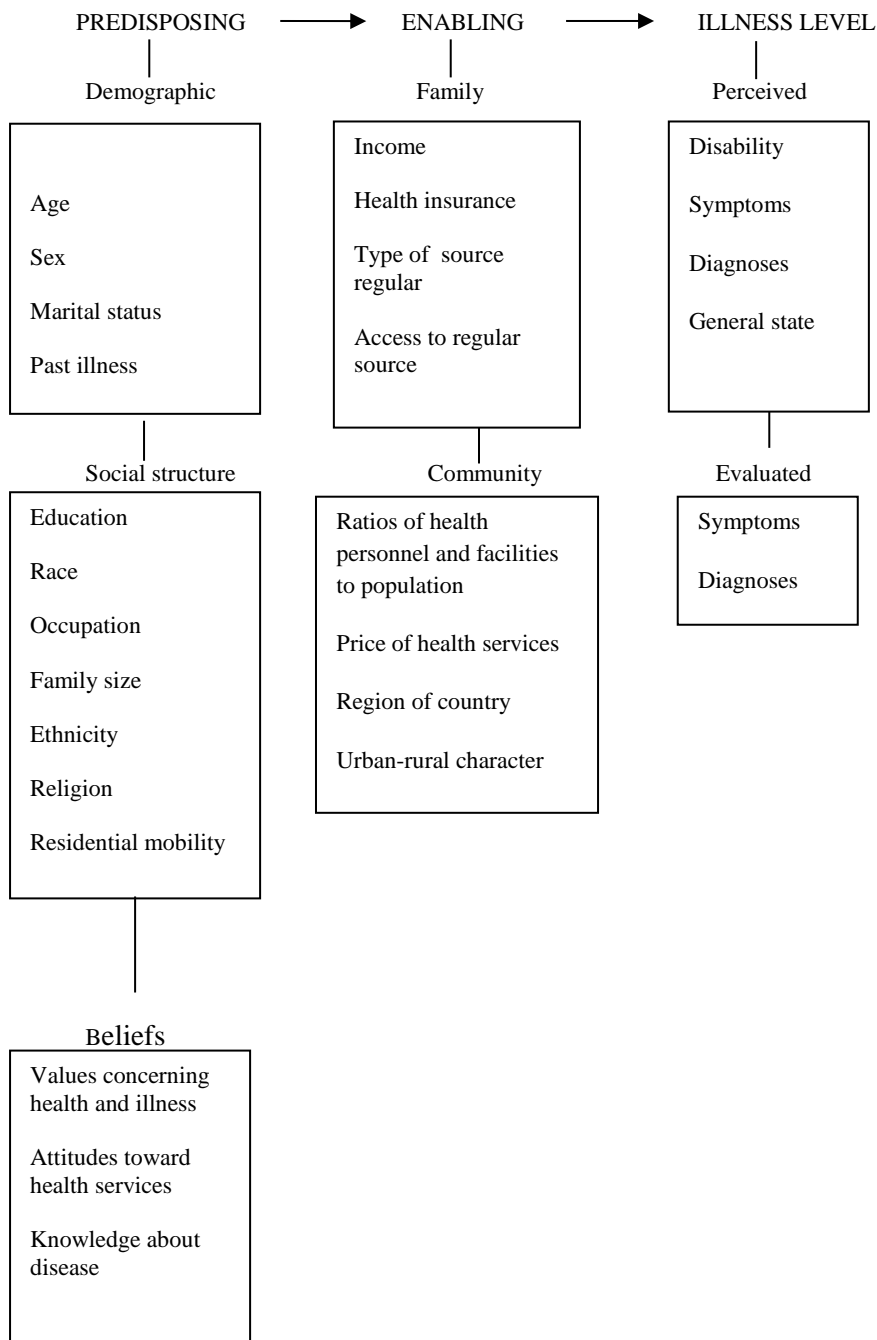 PREDISPOSING
ENABLING
ILLNESS LEVEL
Demographic
Age
Sex
Marital status
Past illness
Social structure
Education
Race
Occupation
Family size
Ethnicity
Religion
Residential mobility
Beliefs
Values concerning
health and illness
Attitudes toward
health services
Knowledge about
disease
Family
Income
Health insurance
Type of source
regular
Access to regular
source
Community
Ratios of health
personnel and facilities
to population
Price of health services
Region of country
Urban-rural character
Perceived
Disability
Symptoms
Diagnoses
General state
Evaluated
Symptoms
Diagnoses